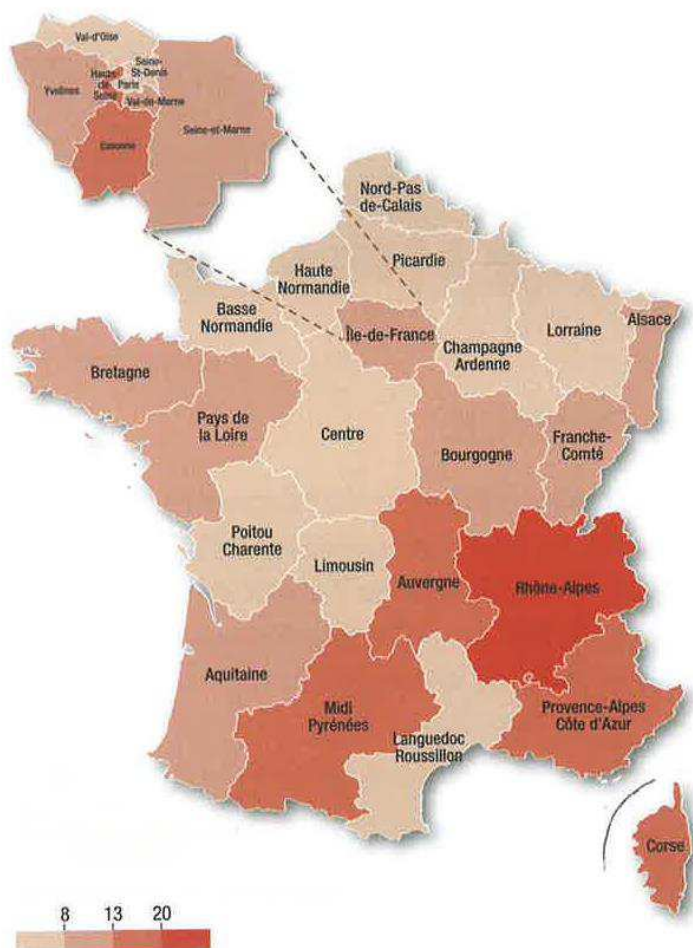 Val-d'Oise
Seine-
St-Denis
Hauts
de
Seine
Paris
Yvelines
Val-de-Marne
Seine-et-Marne
Essonne
Nord-Pas
de-Calais
Picardie
Haute
Normandie
Basse
Normandie
Île-de-France
Champagne
Ardenne
Lorraine
Alsace
Bretagne
Pays de
la Loire
Centre
Bourgogne
Franche-
Comté
Poitou
Charente
Limousin
Auvergne
Rhône-Alpes
Aquitaine
Midi
Pyrénées
Languedoc
Roussillon
Provence-Alpes
Côte d'Azur
Corse
8 13 20